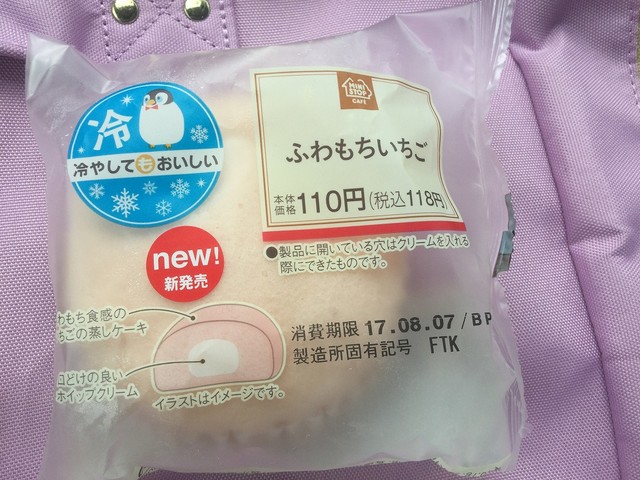 MINI
STOP
CAFE
冷
冷やしてもおいしい
ふわもちいちご
本体
価格 110円(税込118円)
●製品に開いている穴はクリームを入れる
際にできたものです。
new!
新発売
わもち食感の
ちごの蒸しケーキ
口どけの良い
ホイップクリーム
イラストはイメージです。
消費期限 17.08.07/BP
製造所固有記号 FTK